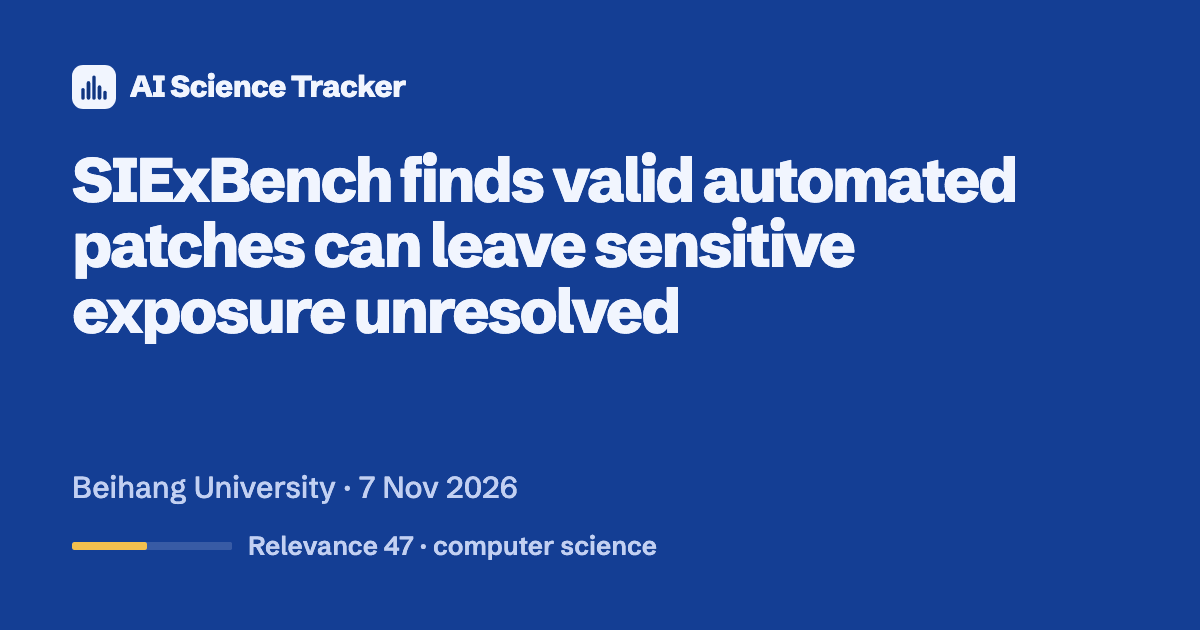 AI Science Tracker
SIExBench finds valid automated
patches can leave sensitive
exposure unresolved
Beihang University · 7 Nov 2026
Relevance 47 · computer science